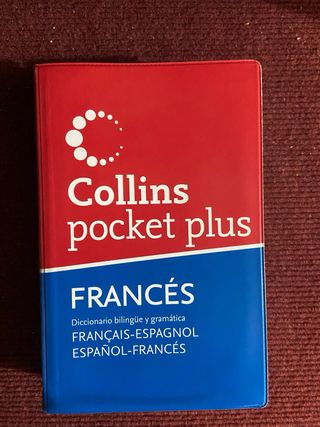 Collins
pocket plus
FRANCÉS
Diccionario bilingüe y gramática
FRANÇAIS-ESPAGNOL
ESPAÑOL-FRANCÉS